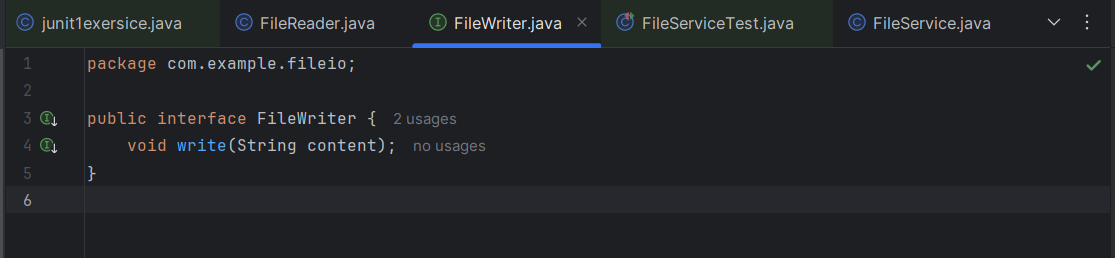 junit1exersice.java FileReader.java FileWriter.java FileServiceTest.java FileService.java
1 package com.example.fileio;
2
3 public interface FileWriter { 2 usages
4 void write(String content); no usages
5 }
6